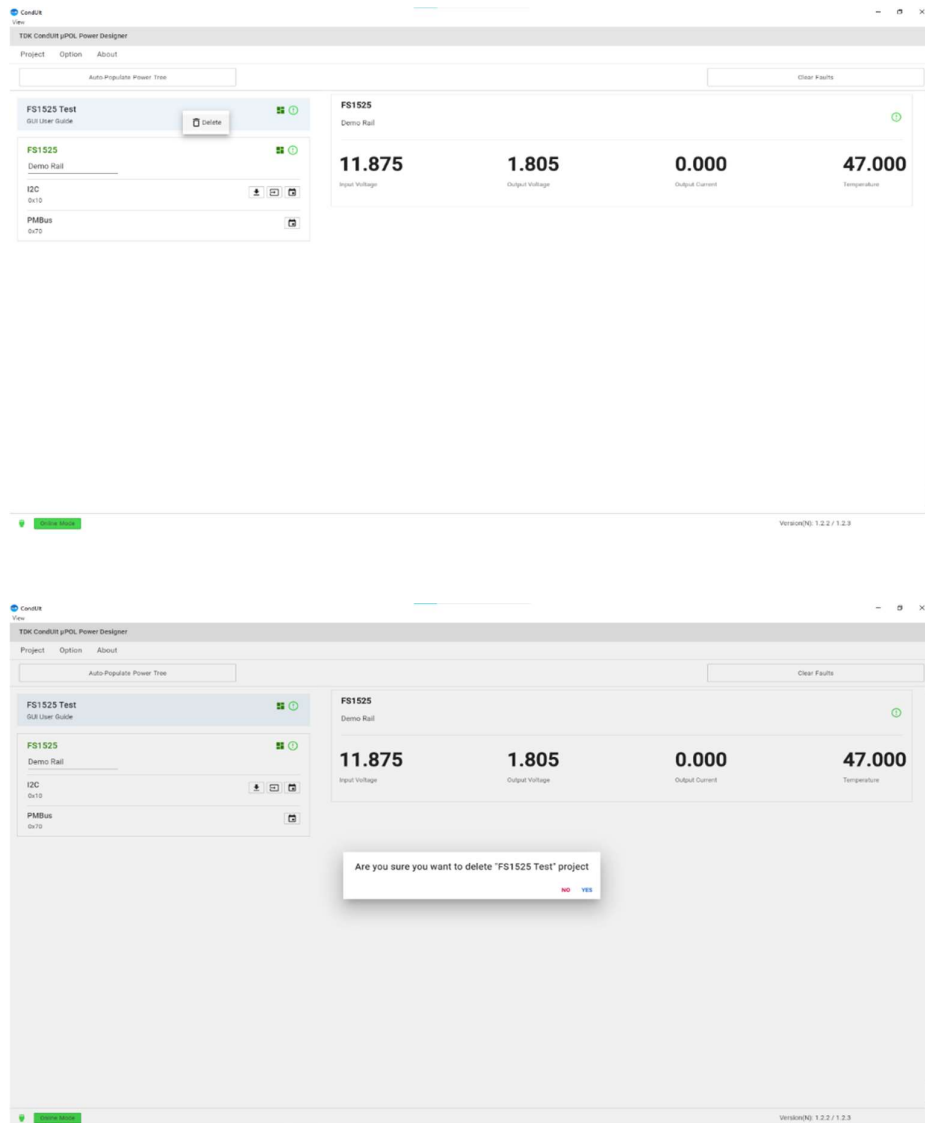 CondUIt
View
TDK CondUIt µPOL Power Designer
Project Option About
Auto-Populate Power Tree
Clear Faults
FS1525 Test
GUI User Guide
Delete
FS1525
Demo Rail
I2C
0x10
PMBus
0x70
FS1525
Demo Rail
11.875 1.805 0.000 47.000
Input Voltage Output Voltage Output Current Temperature
Online Mode
Version(N): 1.2.2 / 1.2.3
CondUIt
View
TDK CondUIt µPOL Power Designer
Project Option About
Auto-Populate Power Tree
Clear Faults
FS1525 Test
GUI User Guide
FS1525
Demo Rail
I2C
0x10
PMBus
0x70
FS1525
Demo Rail
11.875 1.805 0.000 47.000
Input Voltage Output Voltage Output Current Temperature
Are you sure you want to delete "FS1525 Test" project
NO YES
Online Mode
Version(N): 1.2.2 / 1.2.3